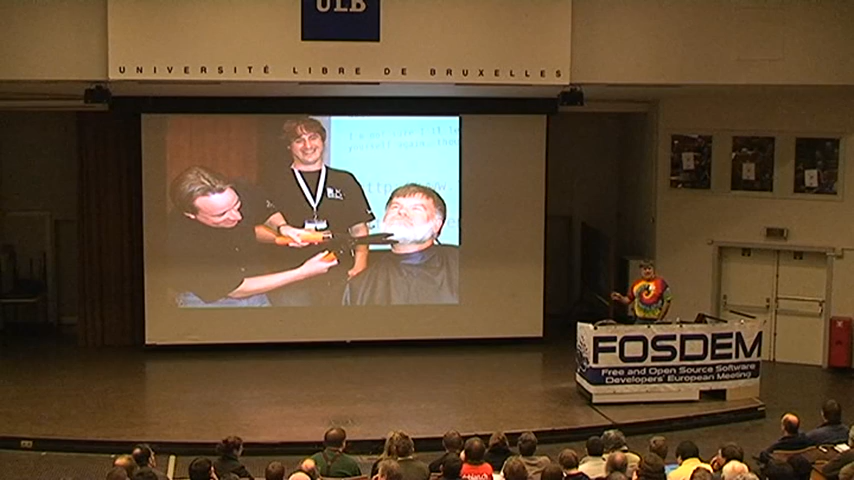 ULB
UNIVERSITÉ LIBRE DE BRUXELLES
FOSDEM
Free and Open Source Software
Developers' European Meeting